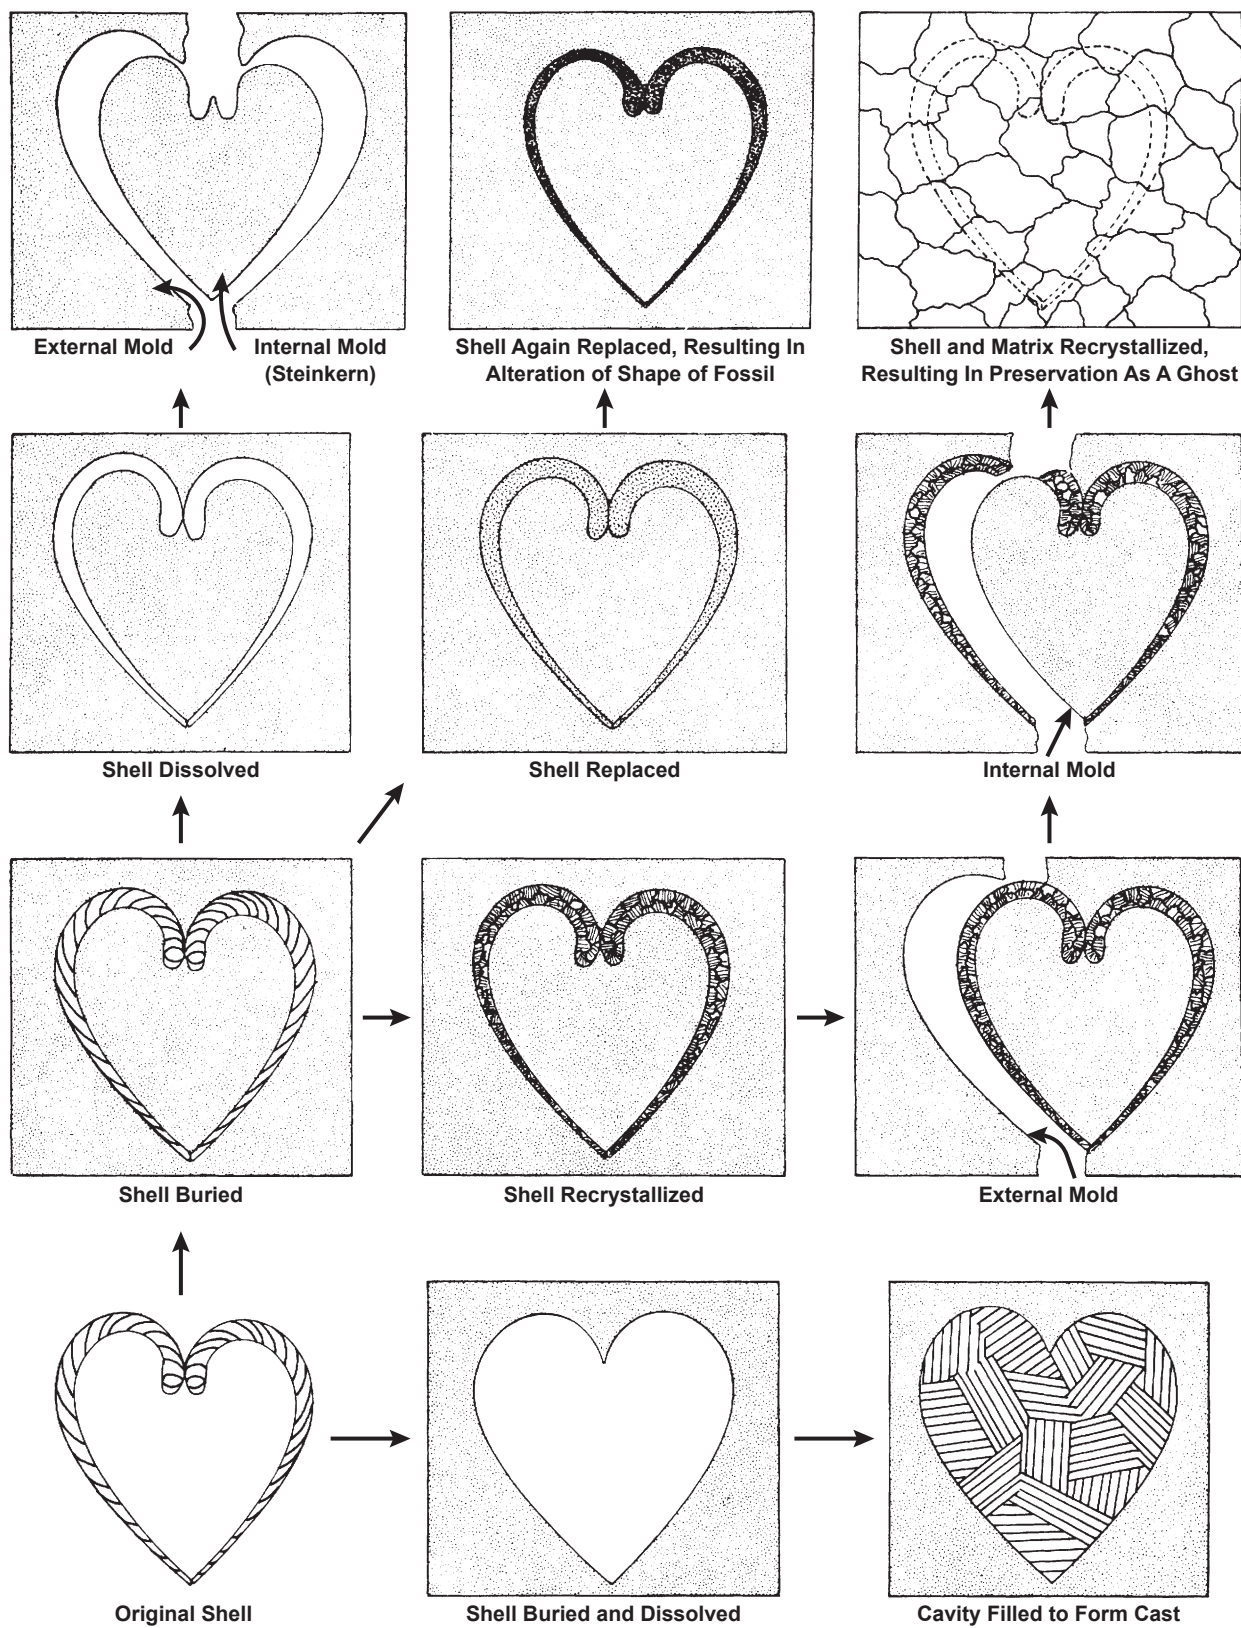 External Mold
Internal Mold
(Steinkern)
Shell Again Replaced, Resulting In
Alteration of Shape of Fossil
Shell and Matrix Recrystallized,
Resulting In Preservation As A Ghost
Shell Dissolved
Shell Replaced
Internal Mold
Shell Buried
Shell Recrystallized
External Mold
Original Shell
Shell Buried and Dissolved
Cavity Filled to Form Cast